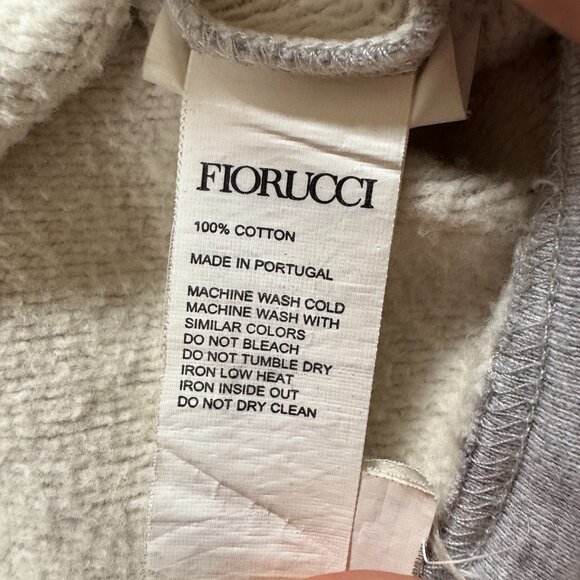 FIORUCCI
100% COTTON
MADE IN PORTUGAL
MACHINE WASH COLD
MACHINE WASH WITH
SIMILAR COLORS
DO NOT BLEACH
DO NOT TUMBLE DRY
IRON LOW HEAT
IRON INSIDE OUT
DO NOT DRY CLEAN